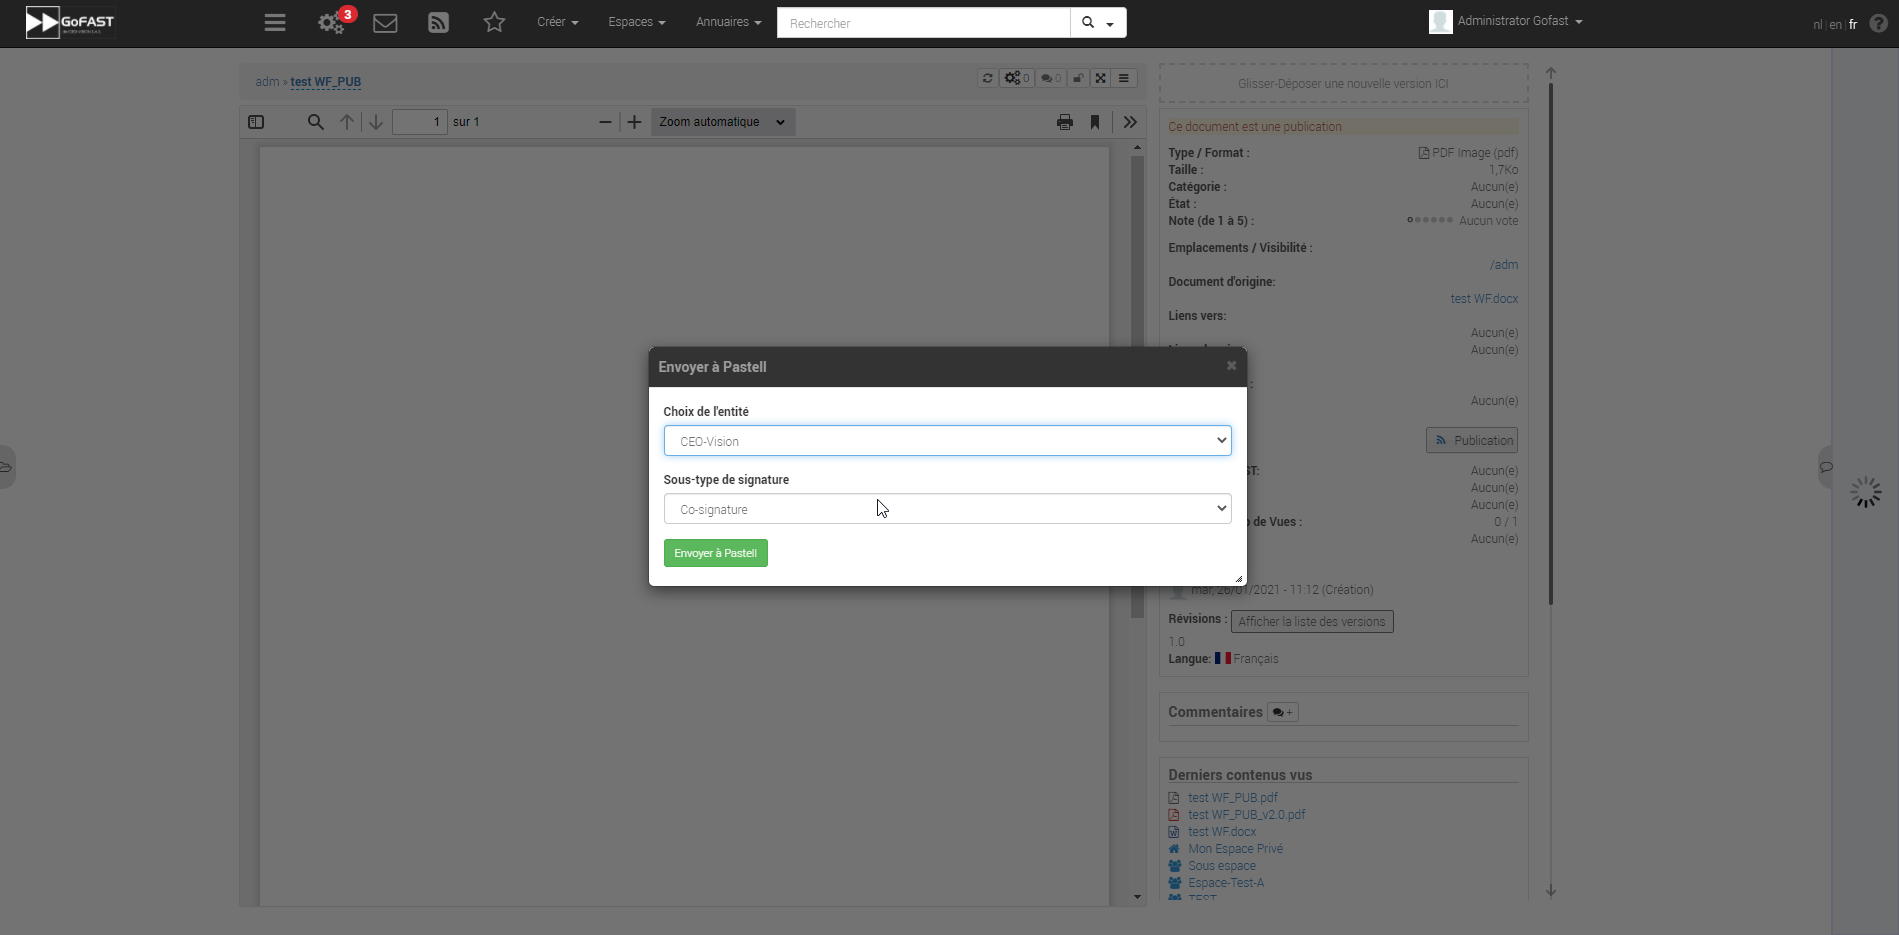 GoFAST
3
Créer
Espaces
Annuaires
Rechercher
Administrator Gofast
nl | en | fr
adm » test WF_PUB
0
0
Glisser-Déposer une nouvelle version ICI
1 sur 1
Zoom automatique
Ce document est une publication
Type / Format : PDF Image (pdf)
Taille : 1,7Ko
Catégorie : Aucun(e)
État : Aucun(e)
Note (de 1 à 5) : Aucun vote
Emplacements / Visibilité :
/adm
Document d'origine:
test WF.docx
Liens vers:
Aucun(e)
Aucun(e)
:
Aucun(e)
Publication
ST: Aucun(e)
Aucun(e)
Aucun(e)
de Vues : 0 / 1
Aucun(e)
mar, 26/01/2021 - 11:12 (Création)
Révisions : Afficher la liste des versions
1.0
Langue: Français
Commentaires +
Derniers contenus vus
test WF_PUB.pdf
test WF_PUB_v2.0.pdf
test WF.docx
Mon Espace Privé
Sous espace
Espace-Test-A
TEST
Envoyer à Pastell
Choix de l'entité
CEO-Vision
Sous-type de signature
Co-signature
Envoyer à Pastell